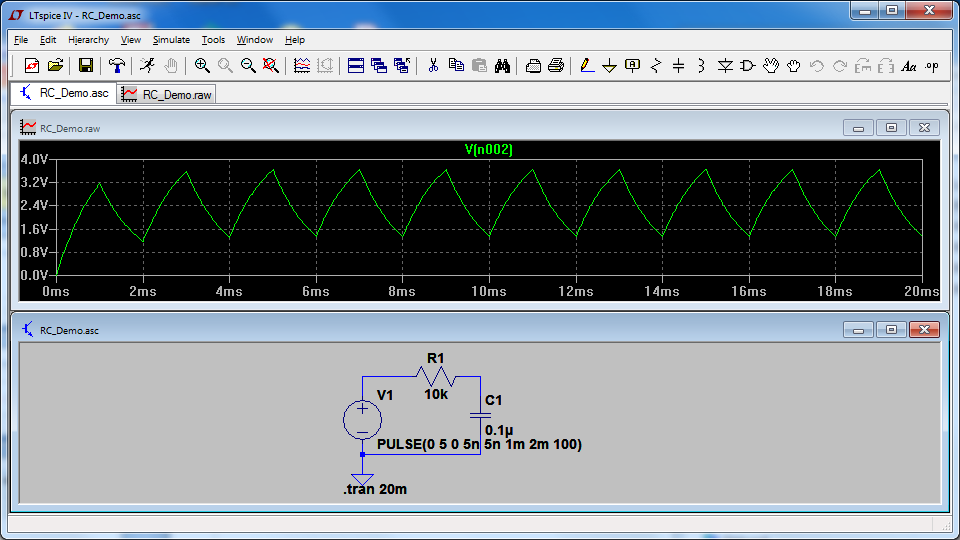 LTspice IV - RC_Demo.asc
File Edit Hierarchy View Simulate Tools Window Help
A Aa .op
RC_Demo.asc RC_Demo.raw
RC_Demo.raw
V(n002)
4.0V
3.2V
2.4V
1.6V
0.8V
0.0V
0ms 2ms 4ms 6ms 8ms 10ms 12ms 14ms 16ms 18ms 20ms
RC_Demo.asc
R1
10k
V1
C1
0.1µ
PULSE(0 5 0 5n 5n 1m 2m 100)
.tran 20m